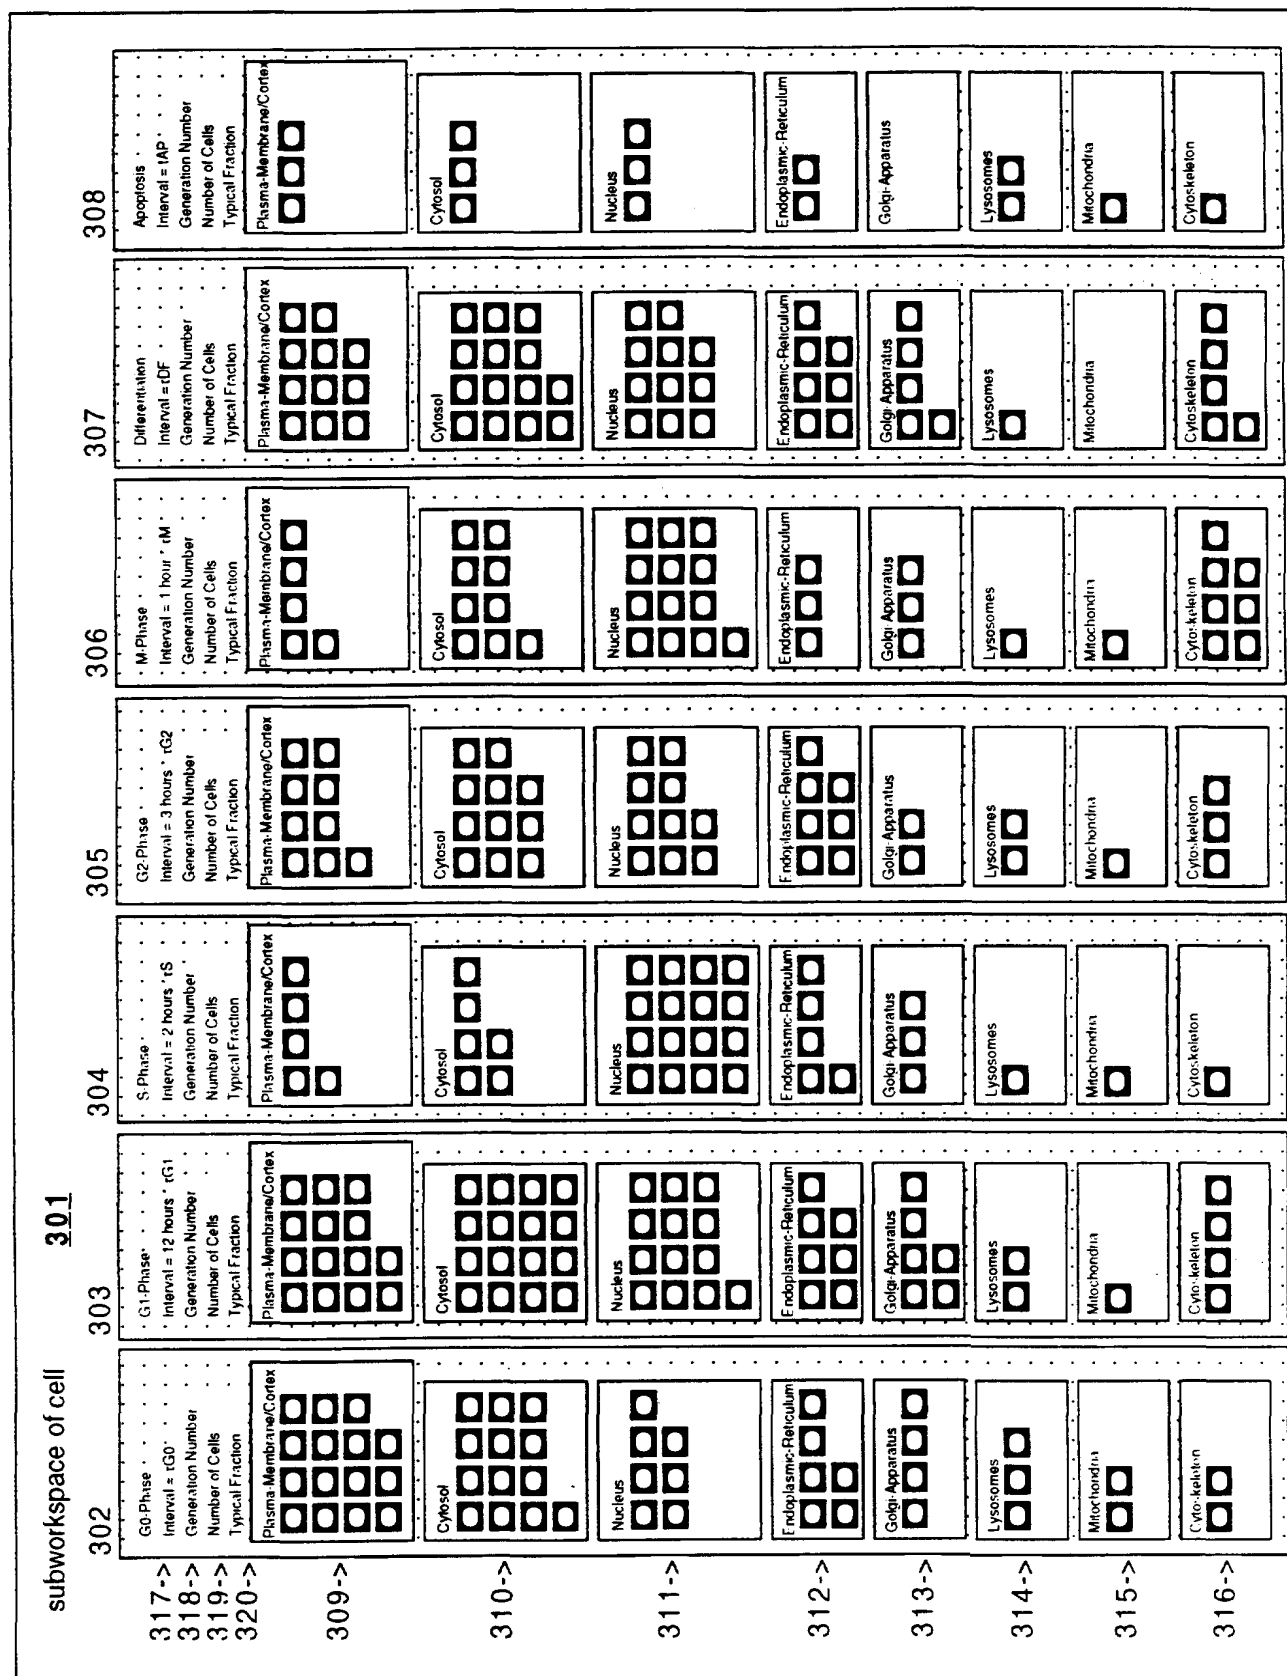 subworkspace of cell
301
302
G0-Phase
Interval = tG0
Generation Number
Number of Cells
Typical Fraction
Plasma-Membrane/Cortex
Cytosol
Nucleus
Endoplasmic-Reticulum
Golgi-Apparatus
Lysosomes
Mitochondria
Cytoskeleton
303
G1-Phase
Interval = 12 hours * tG1
Generation Number
Number of Cells
Typical Fraction
Plasma-Membrane/Cortex
Cytosol
Nucleus
Endoplasmic-Reticulum
Golgi-Apparatus
Lysosomes
Mitochondria
Cytoskeleton
304
S-Phase
Interval = 2 hours * tS
Generation Number
Number of Cells
Typical Fraction
Plasma-Membrane/Cortex
Cytosol
Nucleus
Endoplasmic-Reticulum
Golgi-Apparatus
Lysosomes
Mitochondria
Cytoskeleton
305
G2-Phase
Interval = 3 hours * tG2
Generation Number
Number of Cells
Typical Fraction
Plasma-Membrane/Cortex
Cytosol
Nucleus
Endoplasmic-Reticulum
Golgi-Apparatus
Lysosomes
Mitochondria
Cytoskeleton
306
M-Phase
Interval = 1 hour * tM
Generation Number
Number of Cells
Typical Fraction
Plasma-Membrane/Cortex
Cytosol
Nucleus
Endoplasmic-Reticulum
Golgi-Apparatus
Lysosomes
Mitochondria
Cytoskeleton
307
Differentiation
Interval = tDF
Generation Number
Number of Cells
Typical Fraction
Plasma-Membrane/Cortex
Cytosol
Nucleus
Endoplasmic-Reticulum
Golgi-Apparatus
Lysosomes
Mitochondria
Cytoskeleton
308
Apoptosis
Interval = tAP
Generation Number
Number of Cells
Typical Fraction
Plasma-Membrane/Cortex
Cytosol
Nucleus
Endoplasmic-Reticulum
Golgi-Apparatus
Lysosomes
Mitochondria
Cytoskeleton
317->
318->
319->
320->
309->
310->
311->
312->
313->
314->
315->
316->